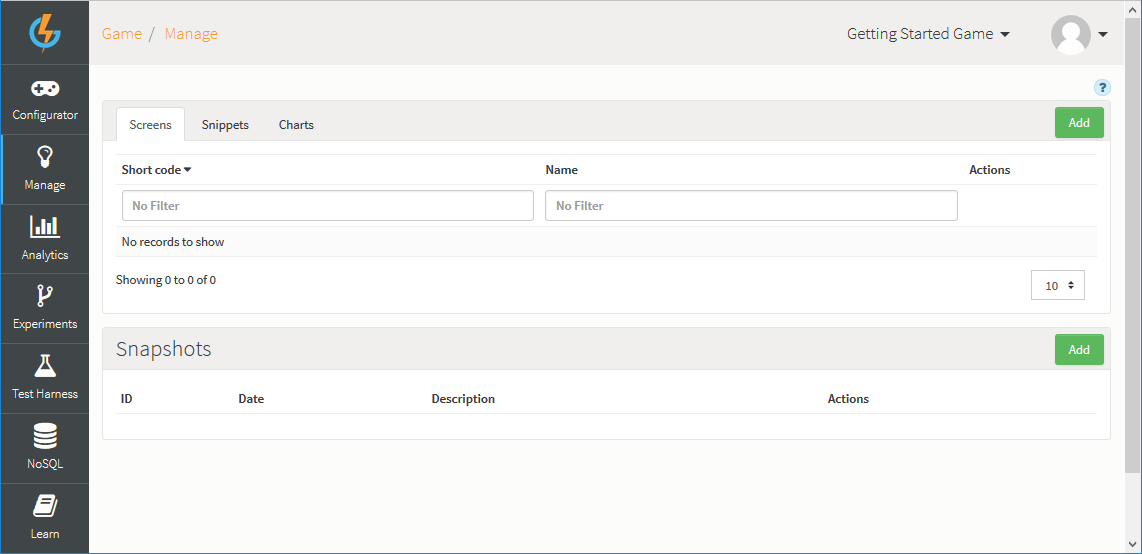 Game / Manage
Getting Started Game
Configurator
Manage
Analytics
Experiments
Test Harness
NoSQL
Learn
?
Screens Snippets Charts Add
Short code Name Actions
No Filter No Filter
No records to show
Showing 0 to 0 of 0
10
Snapshots Add
ID Date Description Actions